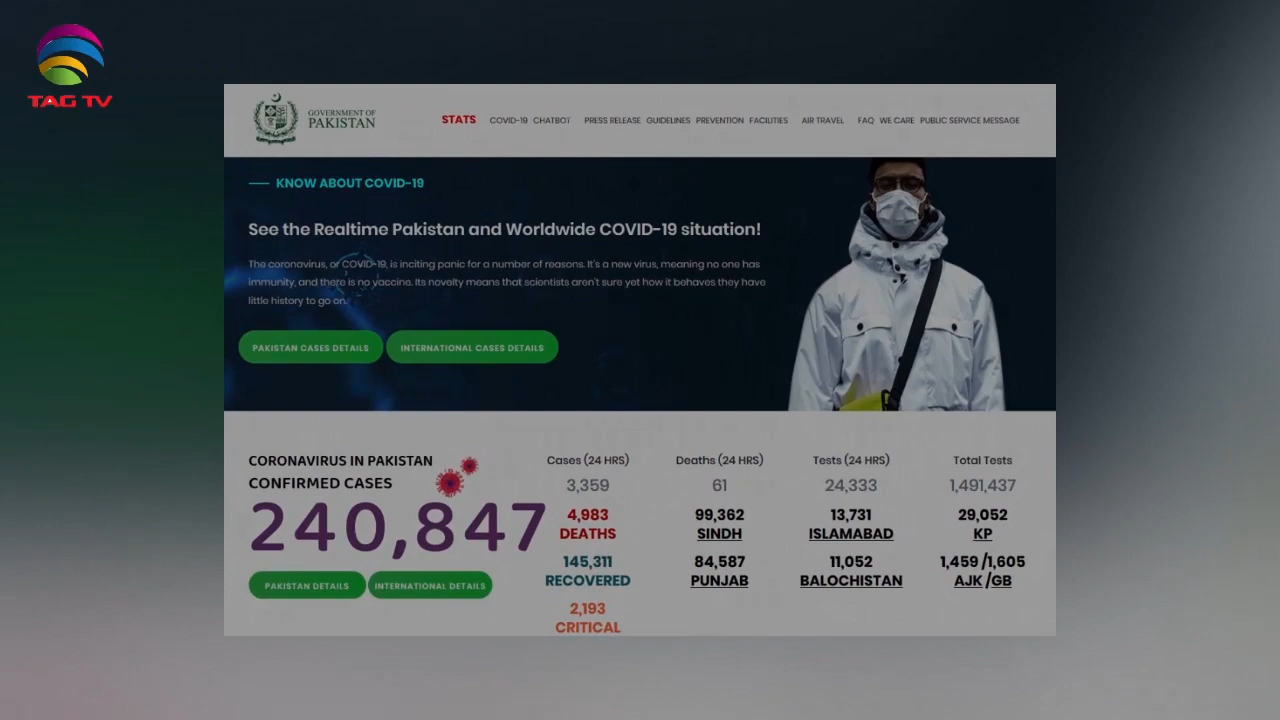 TAG TV
GOVERNMENT OF
PAKISTAN
STATS COVID-19 CHATBOT PRESS RELEASE GUIDELINES PREVENTION FACILITIES AIR TRAVEL FAQ WE CARE PUBLIC SERVICE MESSAGE
KNOW ABOUT COVID-19
See the Realtime Pakistan and Worldwide COVID-19 situation!
The coronavirus, or COVID-19, is inciting panic for a number of reasons. It's a new virus, meaning no one has
immunity, and there is no vaccine. Its novelty means that scientists aren't sure yet how it behaves they have
little history to go on.
PAKISTAN CASES DETAILS INTERNATIONAL CASES DETAILS
CORONAVIRUS IN PAKISTAN
CONFIRMED CASES
240,847
PAKISTAN DETAILS INTERNATIONAL DETAILS
Cases (24 HRS) Deaths (24 HRS) Tests (24 HRS) Total Tests
3,359 61 24,333 1,491,437
4,983 99,362 13,731 29,052
DEATHS SINDH ISLAMABAD KP
145,311 84,587 11,052 1,459 /1,605
RECOVERED PUNJAB BALOCHISTAN AJK /GB
2,193
CRITICAL